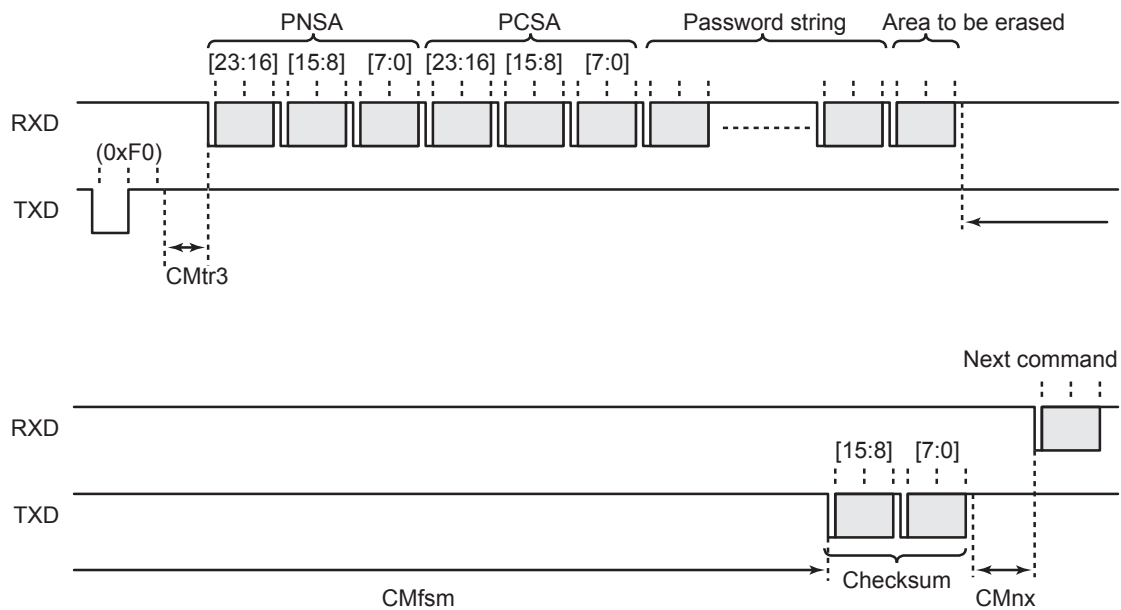 PNSA PCSA Password string Area to be erased
[23:16] [15:8] [7:0] [23:16] [15:8] [7:0]
RXD
(0xF0)
TXD
CMtr3
Next command
RXD
[15:8] [7:0]
TXD
Checksum
CMfsm CMnx